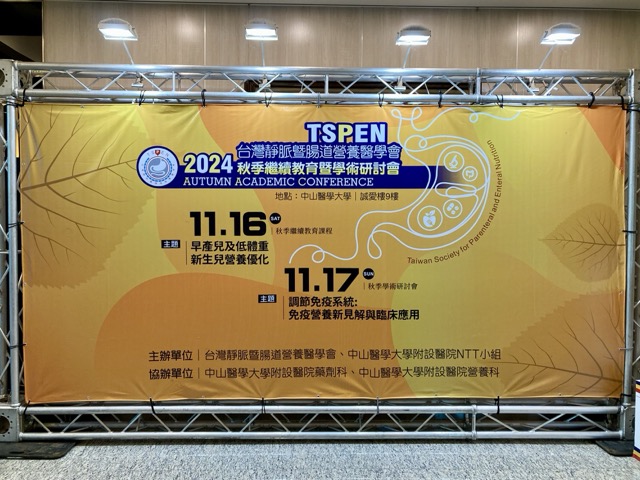 TSPEN
台灣靜脈暨腸道營養醫學會
2024 秋季繼續教育暨學術研討會
AUTUMN ACADEMIC CONFERENCE
地點：中山醫學大學｜誠愛樓9樓
Taiwan Society for Parenteral and Enteral Nutrition
11.16 SAT｜秋季繼續教育課程
主題 早產兒及低體重
新生兒營養優化
11.17 SUN｜秋季學術研討會
主題 調節免疫系統:
免疫營養新見解與臨床應用
主辦單位｜台灣靜脈暨腸道營養醫學會、中山醫學大學附設醫院NTT小組
協辦單位｜中山醫學大學附設醫院藥劑科、中山醫學大學附設醫院營養科